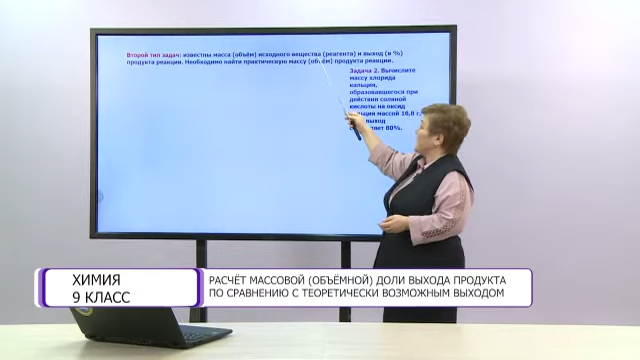 Второй тип задач: известны масса (объём) исходного вещества (реагента) и выход (в %)
продукта реакции. Необходимо найти практическую массу (объём) продукта реакции.
Задача 2. Вычислите
массу хлорида
кальция,
образовавшегося при
действии соляной
кислоты на оксид
кальция массой 16,8 г,
выход
80%.
ХИМИЯ
9 КЛАСС
РАСЧЁТ МАССОВОЙ (ОБЪЁМНОЙ) ДОЛИ ВЫХОДА ПРОДУКТА
ПО СРАВНЕНИЮ С ТЕОРЕТИЧЕСКИ ВОЗМОЖНЫМ ВЫХОДОМ